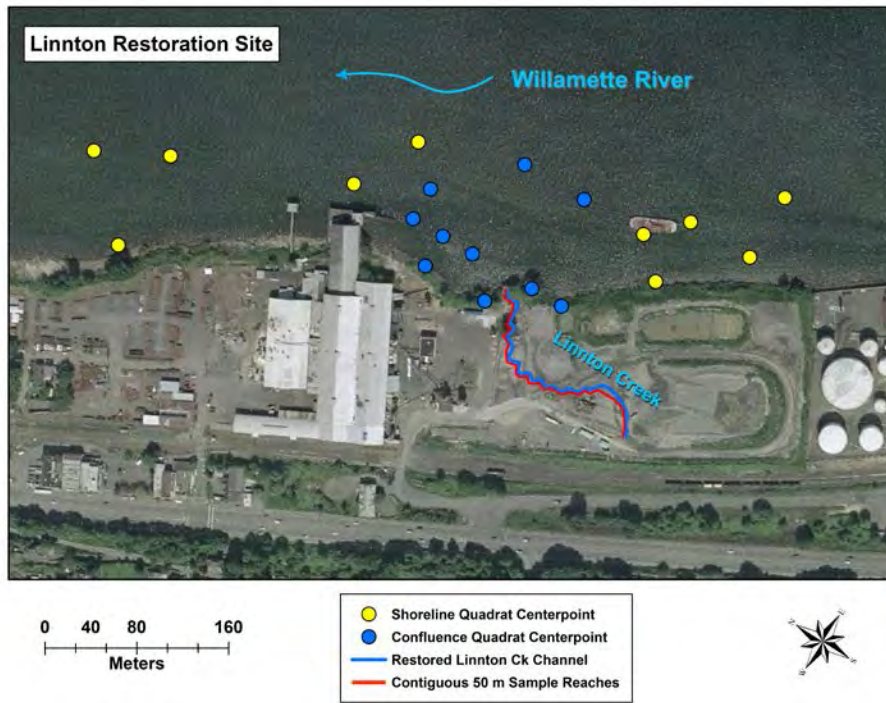 Linnton Restoration Site
Willamette River
Linnton Creek
0 40 80 160
Meters
Shoreline Quadrat Centerpoint
Confluence Quadrat Centerpoint
Restored Linnton Ck Channel
Contiguous 50 m Sample Reaches